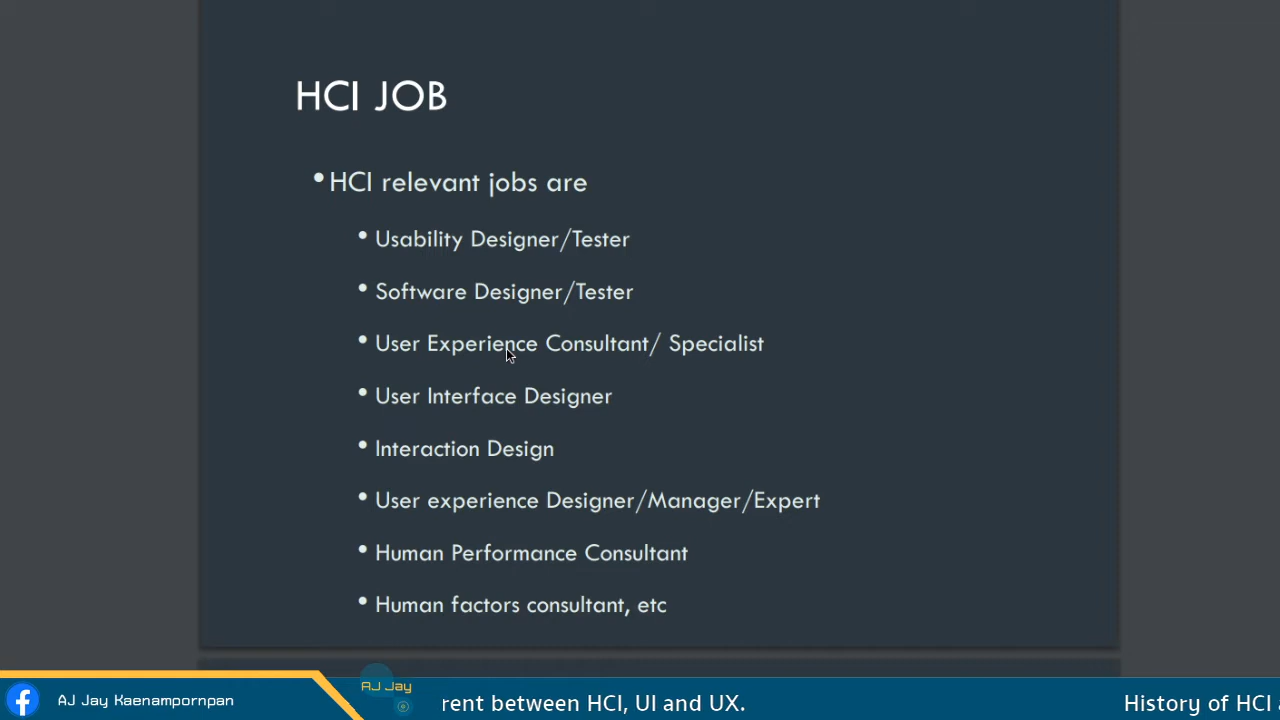 HCI JOB
• HCI relevant jobs are
• Usability Designer/Tester
• Software Designer/Tester
• User Experience Consultant/ Specialist
• User Interface Designer
• Interaction Design
• User experience Designer/Manager/Expert
• Human Performance Consultant
• Human factors consultant, etc
AJ Jay Kaenampornpan
AJ Jay
rent between HCI, UI and UX.
History of HCI